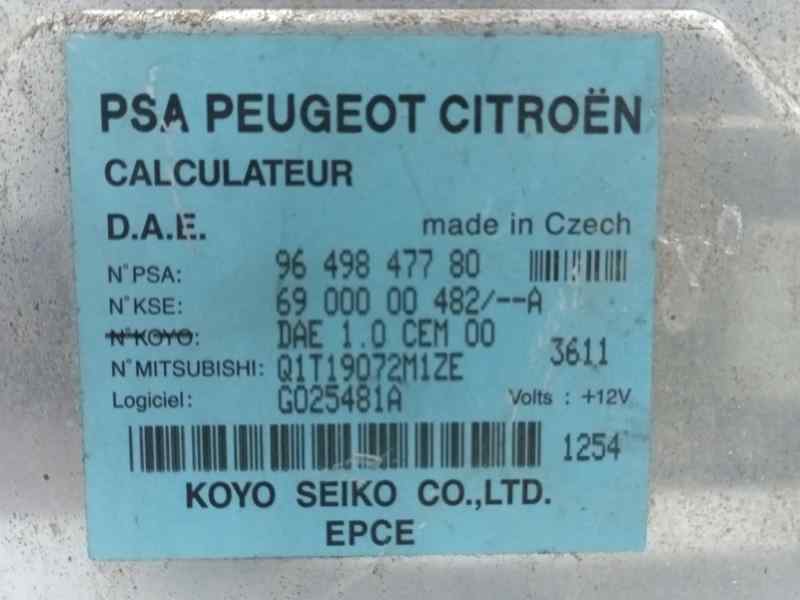 PSA PEUGEOT CITROËN
CALCULATEUR
D.A.E. made in Czech
N°PSA: 96 498 477 80
N°KSE: 69 000 00 482/--A
N°KOYO: DAE 1.0 CEM 00
3611
N°MITSUBISHI: Q1T19072M1ZE
Logiciel: G025481A Volts : +12V
1254
KOYO SEIKO CO.,LTD.
EPCE